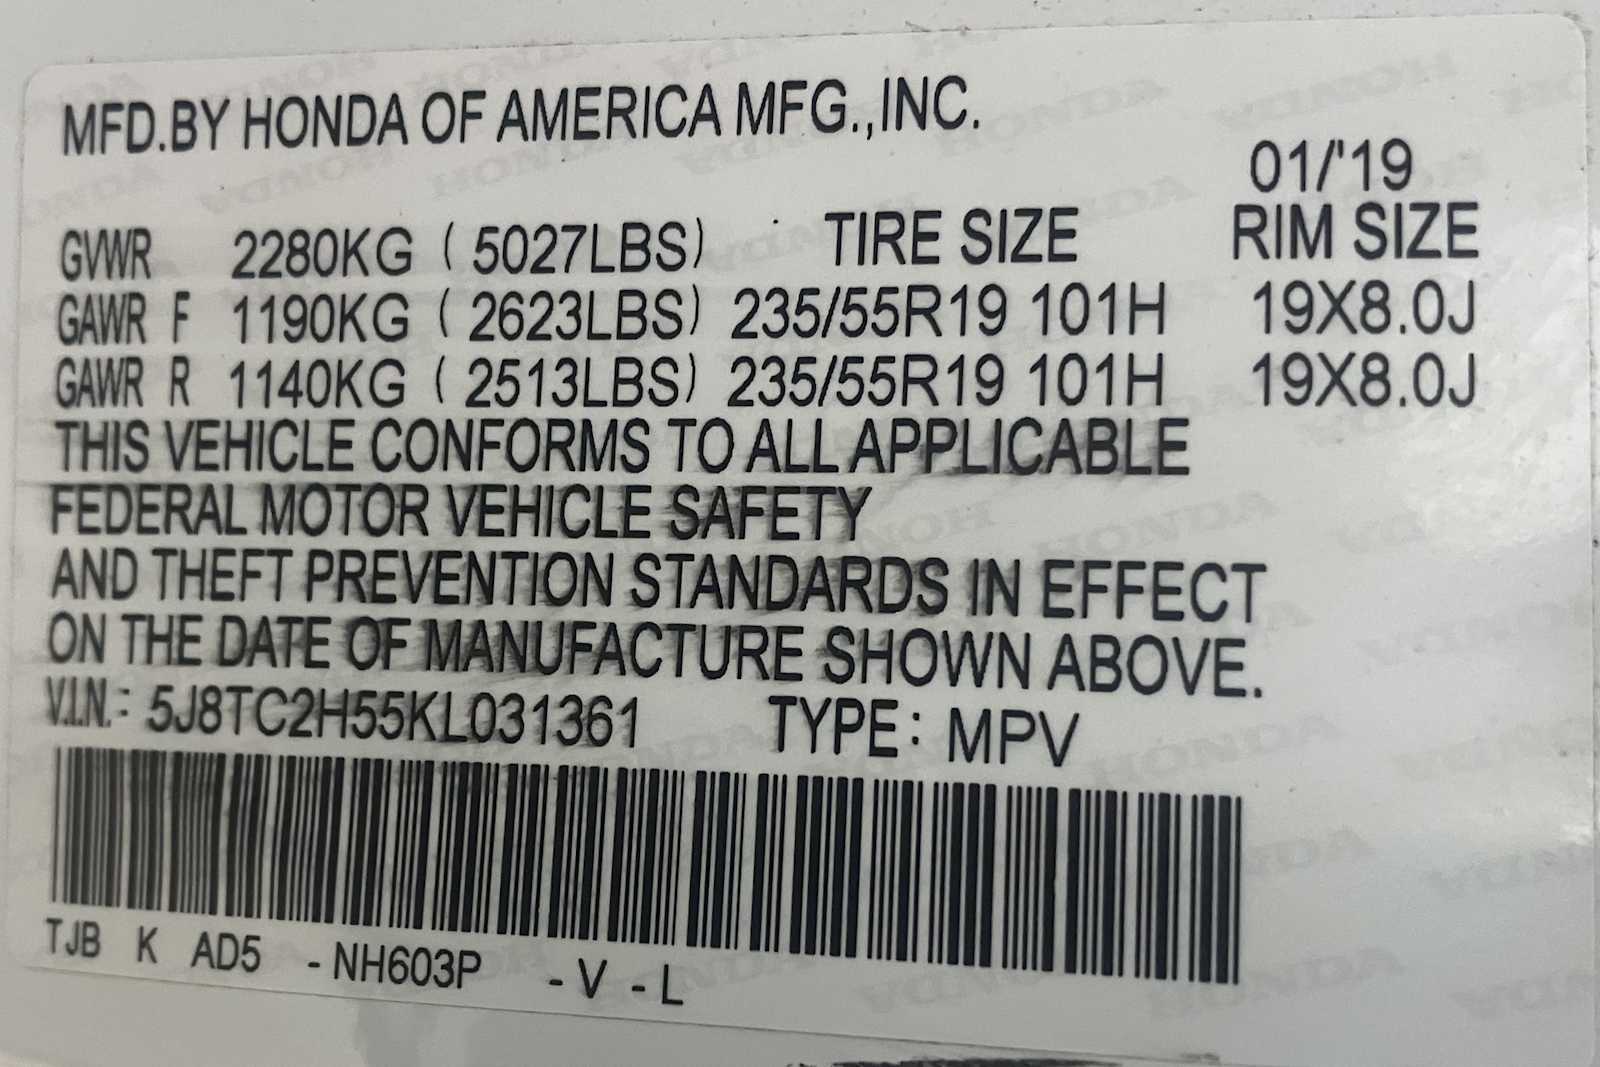 MFD.BY HONDA OF AMERICA MFG.,INC.
01/'19
GVWR 2280KG ( 5027LBS) TIRE SIZE RIM SIZE
GAWR F 1190KG ( 2623LBS) 235/55R19 101H 19X8.0J
GAWR R 1140KG ( 2513LBS) 235/55R19 101H 19X8.0J
THIS VEHICLE CONFORMS TO ALL APPLICABLE
FEDERAL MOTOR VEHICLE SAFETY
AND THEFT PREVENTION STANDARDS IN EFFECT
ON THE DATE OF MANUFACTURE SHOWN ABOVE.
V.I.N.: 5J8TC2H55KL031361 TYPE: MPV
TJB K AD5 - NH603P - V - L